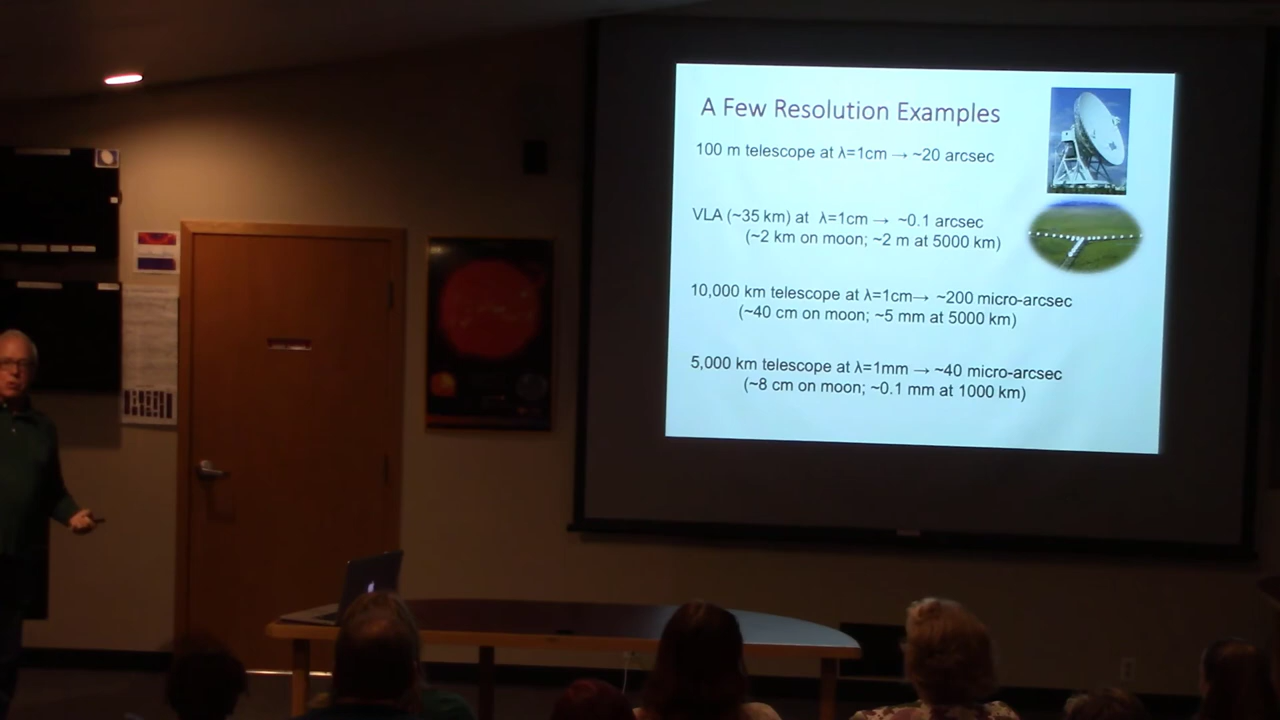 A Few Resolution Examples
100 m telescope at λ=1cm → ~20 arcsec
VLA (~35 km) at λ=1cm → ~0.1 arcsec
(~2 km on moon; ~2 m at 5000 km)
10,000 km telescope at λ=1cm→ ~200 micro-arcsec
(~40 cm on moon; ~5 mm at 5000 km)
5,000 km telescope at λ=1mm → ~40 micro-arcsec
(~8 cm on moon; ~0.1 mm at 1000 km)